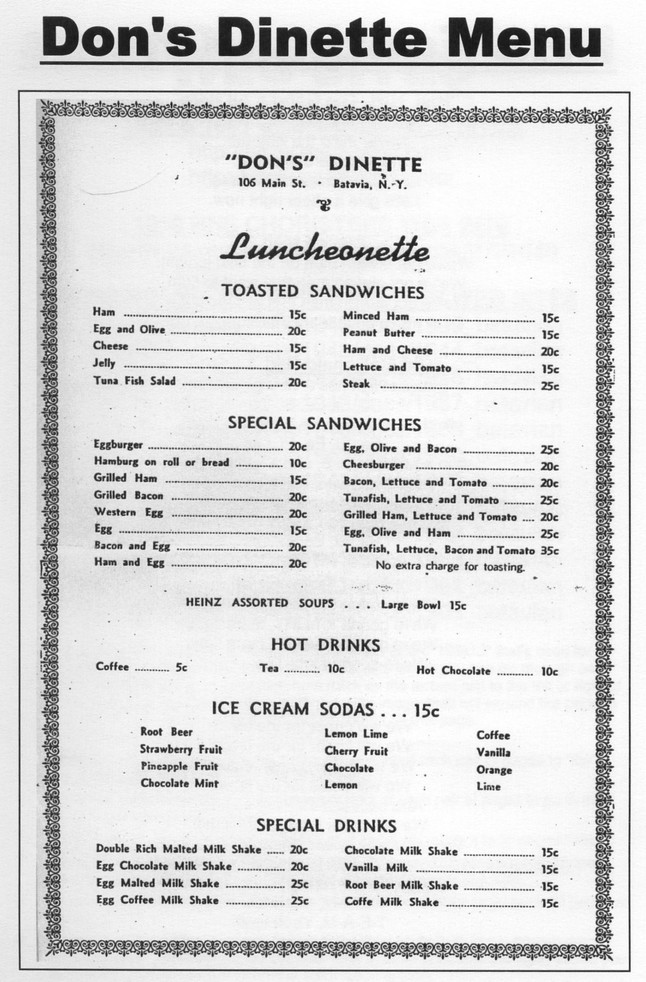 Don's Dinette Menu
"DON'S" DINETTE
106 Main St. · Batavia, N.Y.
Luncheonette
TOASTED SANDWICHES
Ham ........ 15c
Egg and Olive ........ 20c
Cheese ........ 15c
Jelly ........ 15c
Tuna Fish Salad ........ 20c
Minced Ham ........ 15c
Peanut Butter ........ 15c
Ham and Cheese ........ 20c
Lettuce and Tomato ........ 15c
Steak ........ 25c
SPECIAL SANDWICHES
Eggburger ........ 20c
Hamburg on roll or bread ........ 10c
Grilled Ham ........ 15c
Grilled Bacon ........ 20c
Western Egg ........ 20c
Egg ........ 15c
Bacon and Egg ........ 20c
Ham and Egg ........ 20c
Egg, Olive and Bacon ........ 25c
Cheesburger ........ 20c
Bacon, Lettuce and Tomato ........ 20c
Tunafish, Lettuce and Tomato ........ 25c
Grilled Ham, Lettuce and Tomato .... 20c
Egg, Olive and Ham ........ 25c
Tunafish, Lettuce, Bacon and Tomato 35c
No extra charge for toasting.
HEINZ ASSORTED SOUPS . . . Large Bowl 15c
HOT DRINKS
Coffee ........ 5c Tea ........ 10c Hot Chocolate ........ 10c
ICE CREAM SODAS . . . 15c
Root Beer
Strawberry Fruit
Pineapple Fruit
Chocolate Mint
Lemon Lime
Cherry Fruit
Chocolate
Lemon
Coffee
Vanilla
Orange
Lime
SPECIAL DRINKS
Double Rich Malted Milk Shake ...... 20c
Egg Chocolate Milk Shake ........ 20c
Egg Malted Milk Shake ........ 25c
Egg Coffee Milk Shake ........ 25c
Chocolate Milk Shake ........ 15c
Vanilla Milk ........ 15c
Root Beer Milk Shake ........ 15c
Coffe Milk Shake ........ 15c